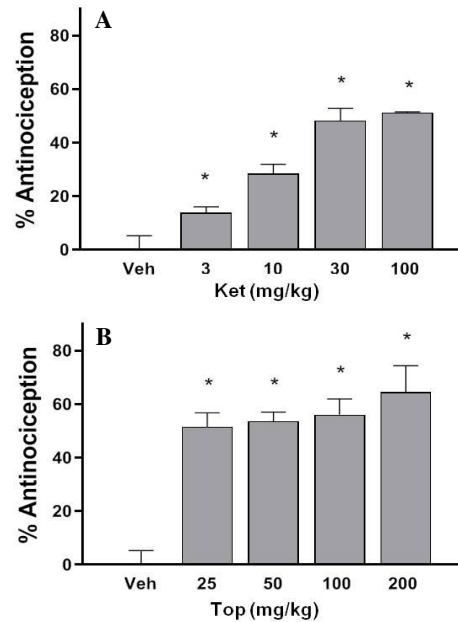 A
% Antinociception
80
60
40
20
0
* * * *
Veh 3 10 30 100
Ket (mg/kg)
B
% Antinociception
80
60
40
20
0
* * * *
Veh 25 50 100 200
Top (mg/kg)